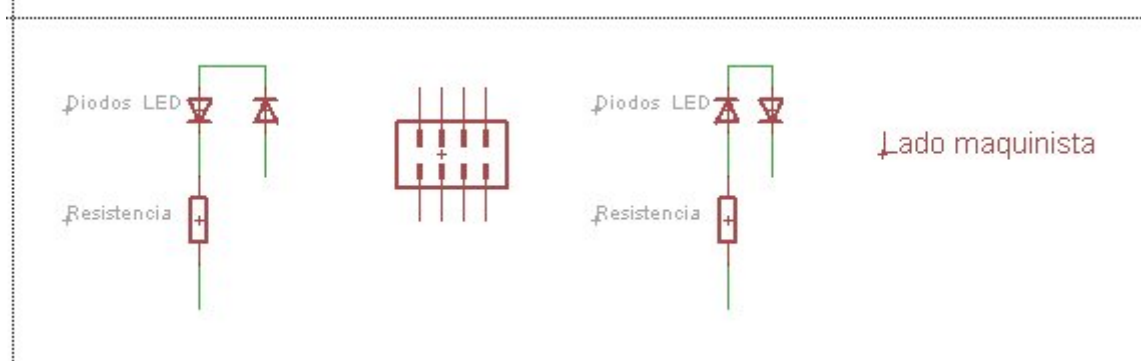 Diodos LED
Diodos LED
Lado maquinista
Resistencia
Resistencia